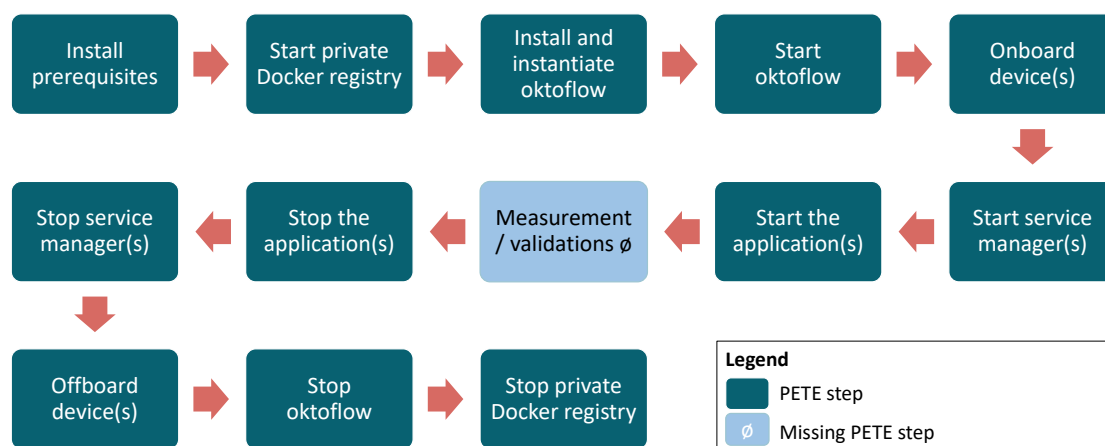 Install
prerequisites
Start private
Docker registry
Install and
instantiate
oktoflow
Start
oktoflow
Onboard
device(s)
Stop service
manager(s)
Stop the
application(s)
Measurement
/ validations ø
Start the
application(s)
Start service
manager(s)
Offboard
device(s)
Stop
oktoflow
Stop private
Docker registry
Legend
PETE step
ø Missing PETE step